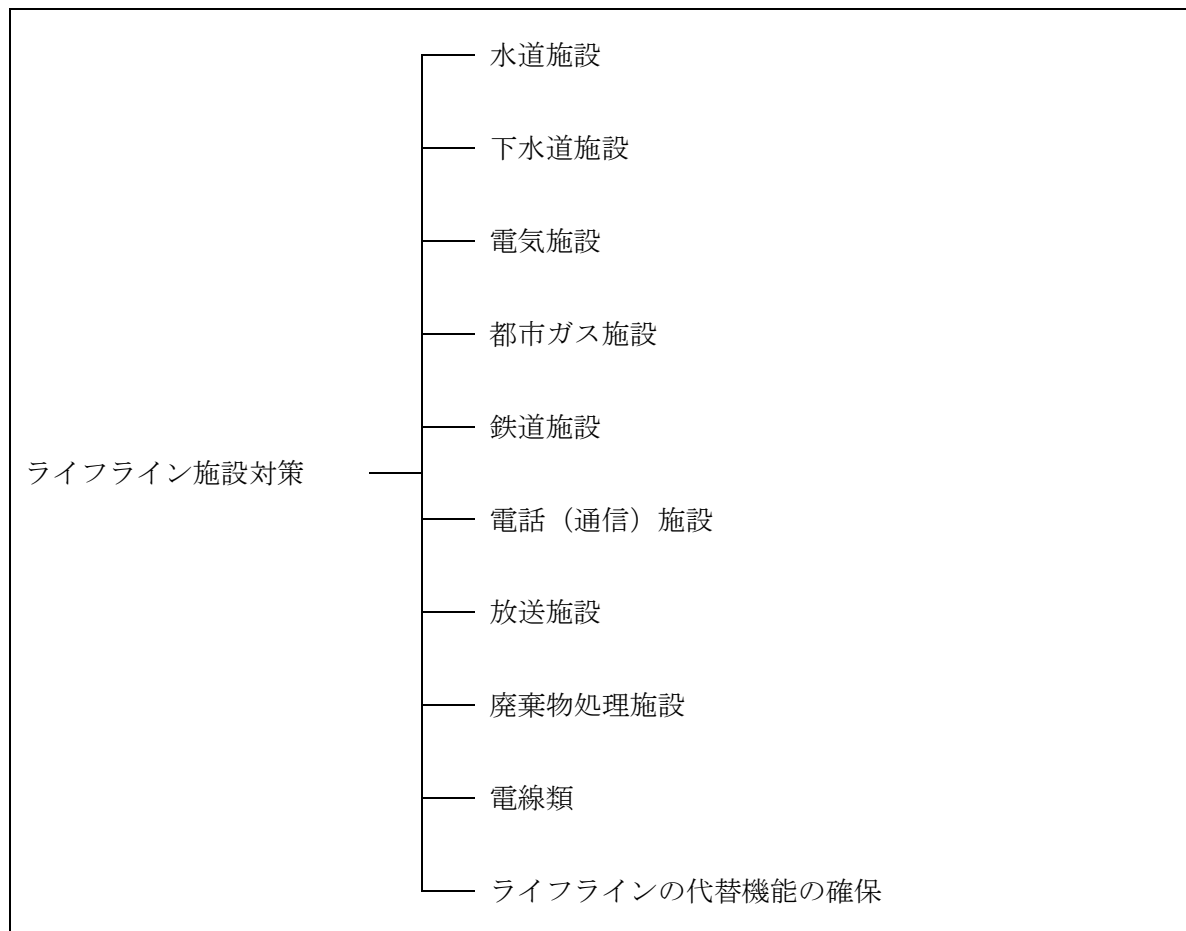 水道施設
下水道施設
電気施設
都市ガス施設
鉄道施設
ライフライン施設対策
電話（通信）施設
放送施設
廃棄物処理施設
電線類
ライフラインの代替機能の確保